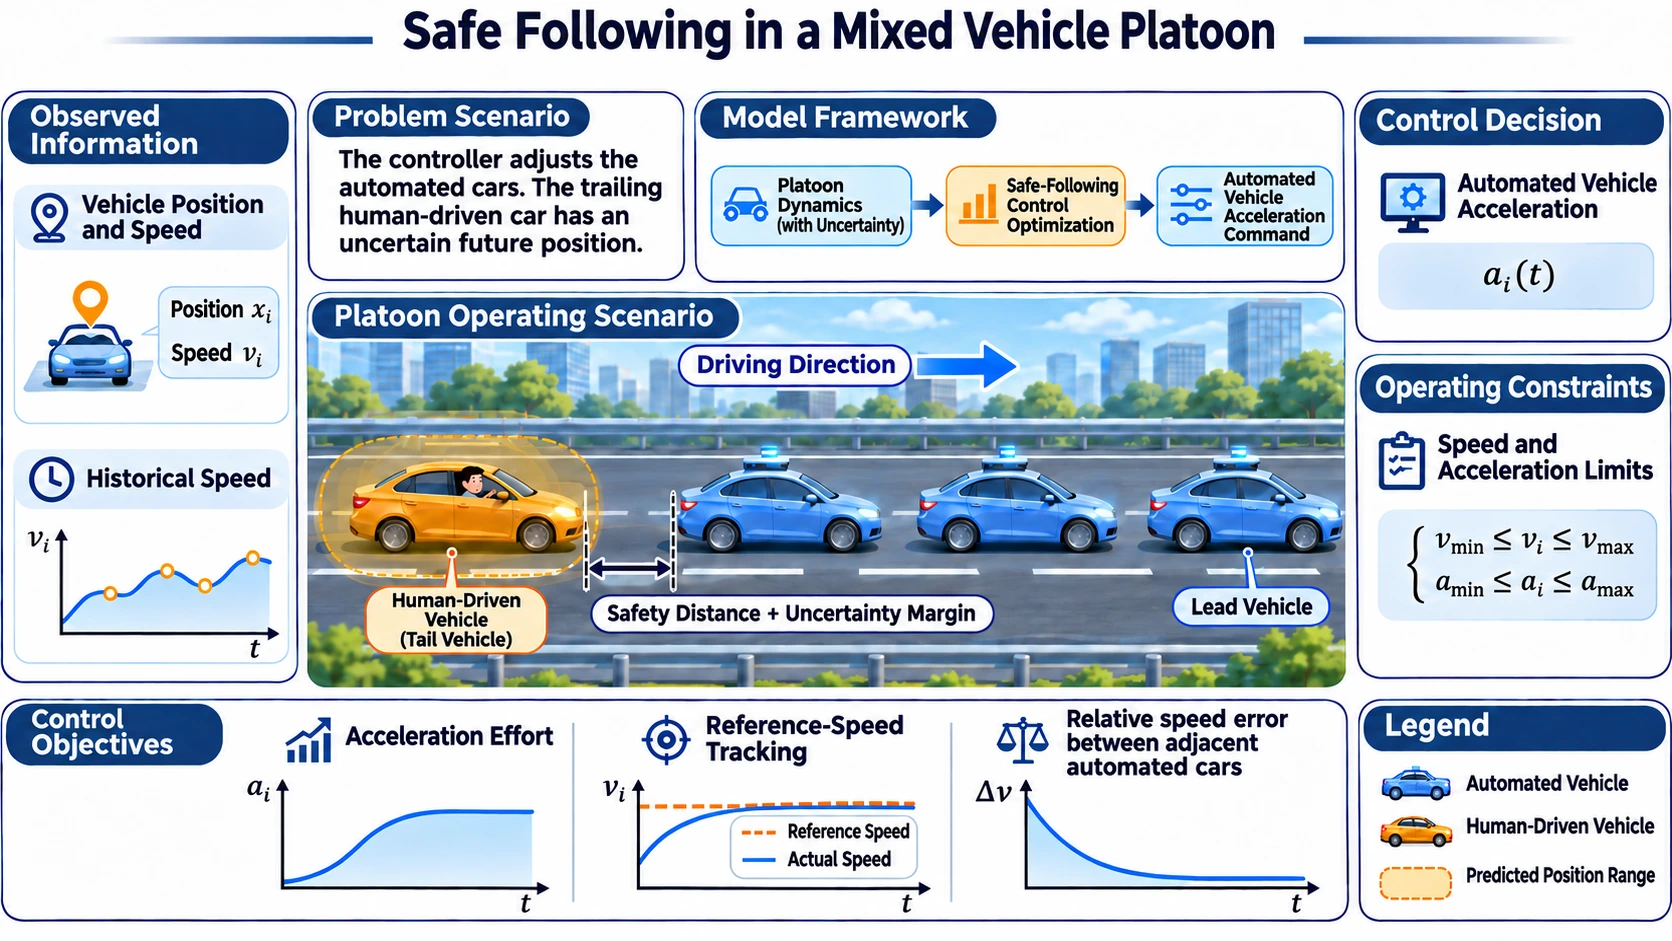 Safe Following in a Mixed Vehicle Platoon
Observed
Information
Vehicle Position
and Speed
Position xᵢ
Speed vᵢ
Historical Speed
vᵢ
t
Problem Scenario
The controller adjusts the
automated cars. The trailing
human-driven car has an
uncertain future position.
Model Framework
Platoon
Dynamics
(with Uncertainty)
Safe-Following
Control
Optimization
Automated
Vehicle
Acceleration
Command
Platoon Operating Scenario
Driving Direction
Human-Driven
Vehicle
(Tail Vehicle)
Safety Distance + Uncertainty Margin
Lead Vehicle
Control Decision
Automated Vehicle
Acceleration
aᵢ(t)
Operating Constraints
Speed and
Acceleration Limits
v_min ≤ vᵢ ≤ v_max
a_min ≤ aᵢ ≤ a_max
Control
Objectives
Acceleration Effort
aᵢ
t
Reference-Speed
Tracking
vᵢ
Reference Speed
Actual Speed
t
Relative speed error
between adjacent
automated cars
Δv
t
Legend
Automated Vehicle
Human-Driven Vehicle
Predicted Position Range